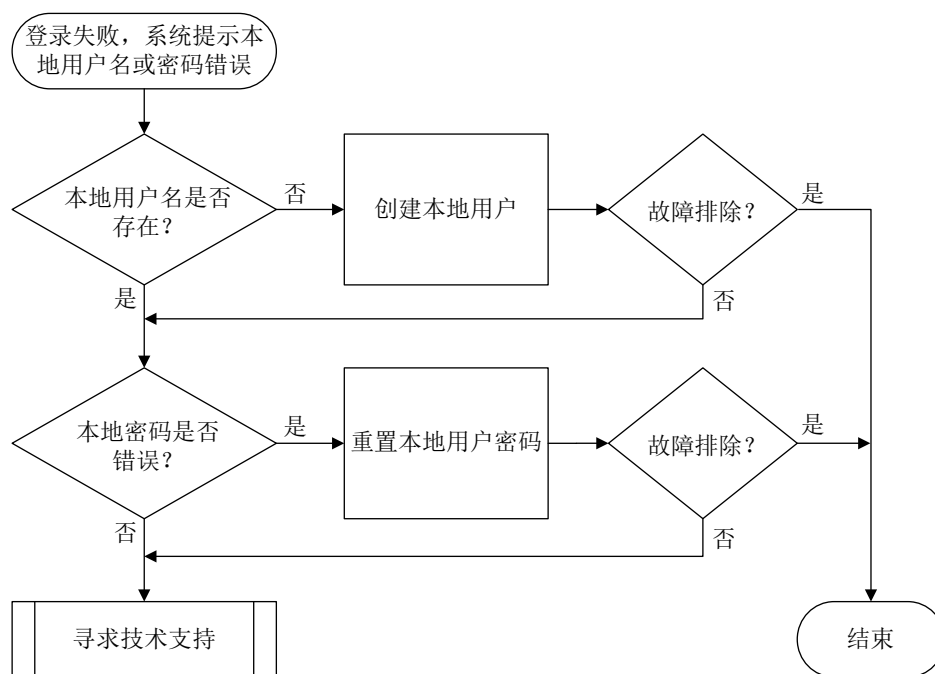 登录失败，系统提示本
地用户名或密码错误
本地用户名是否
存在？
否
创建本地用户
故障排除？
是
是
否
本地密码是否
错误？
是
重置本地用户密码
故障排除？
是
否
否
寻求技术支持
结束